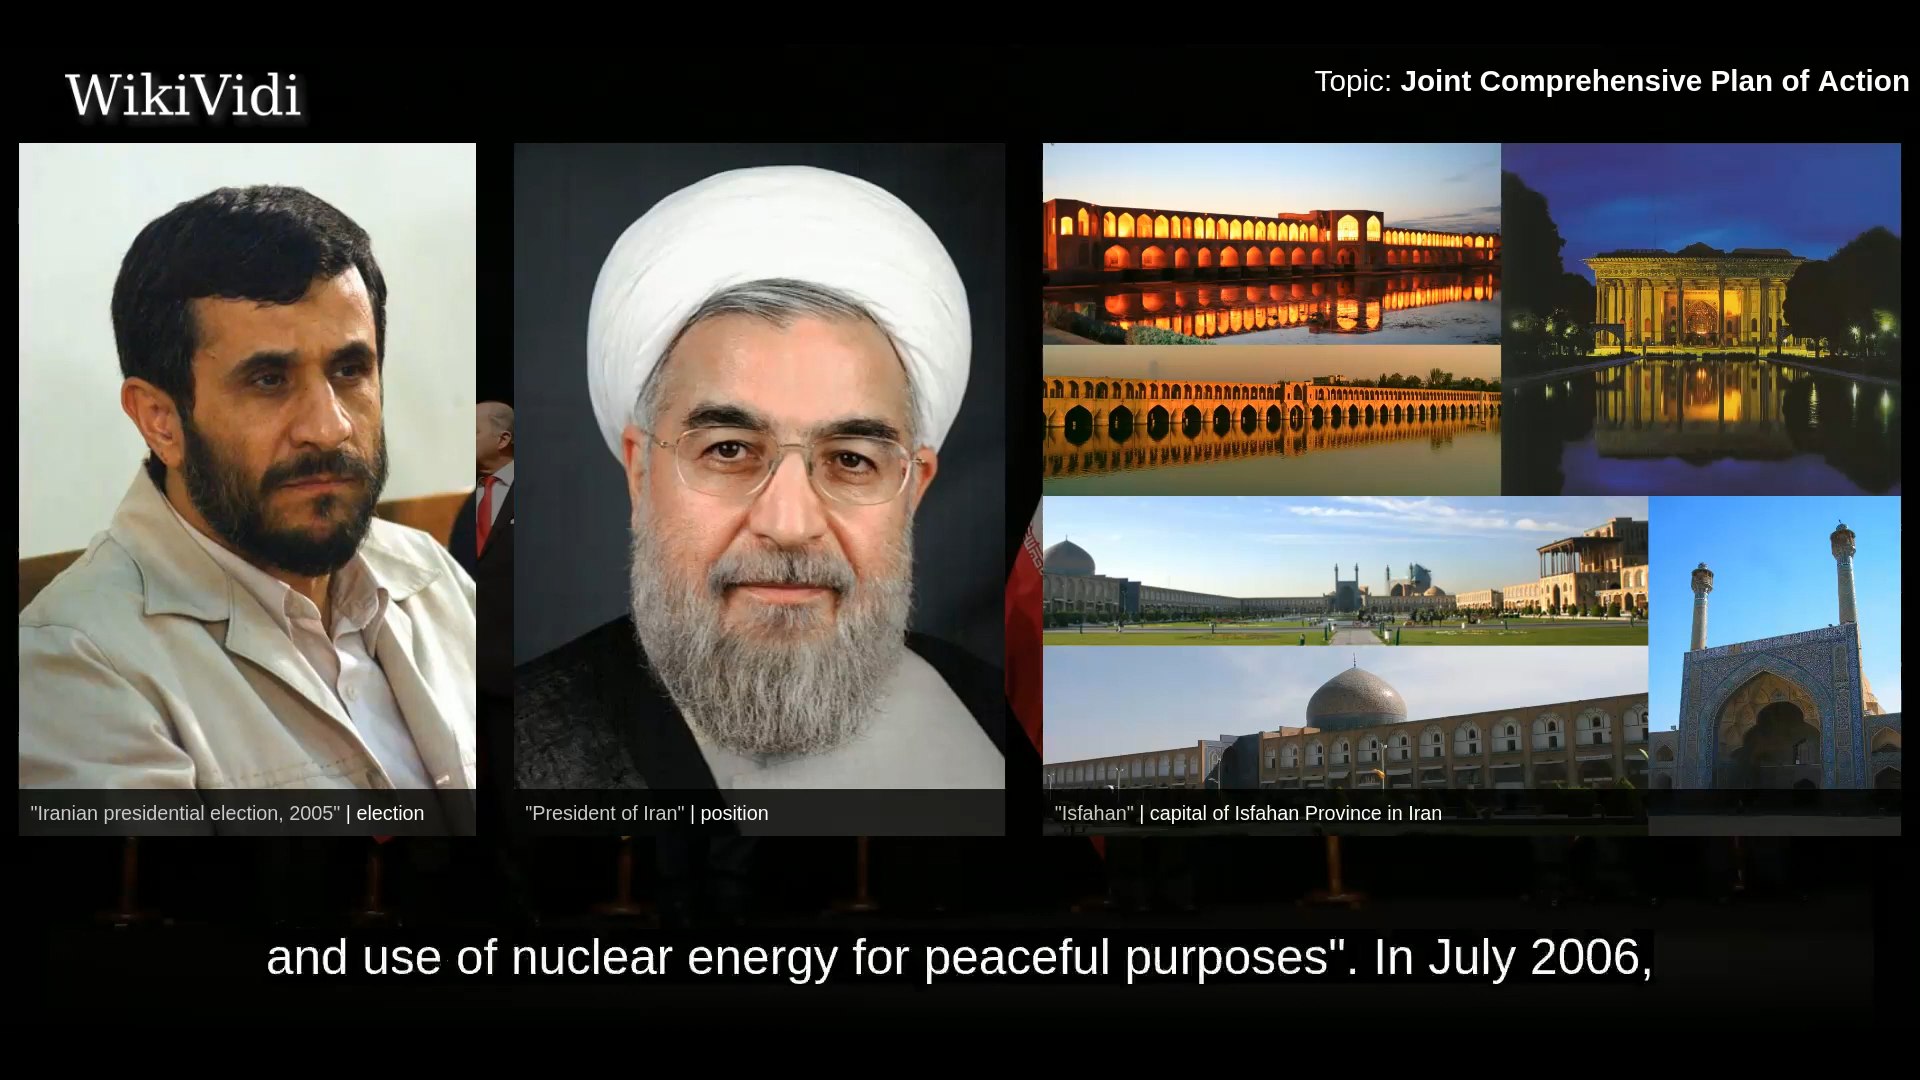 WikiVidi
Topic: Joint Comprehensive Plan of Action
"Iranian presidential election, 2005" | election
"President of Iran" | position
"Isfahan" | capital of Isfahan Province in Iran
and use of nuclear energy for peaceful purposes". In July 2006,